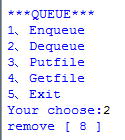 ***QUEUE***
1、Enqueue
2、Dequeue
3、Putfile
4、Getfile
5、Exit
Your choose:2
remove [ 8 ]